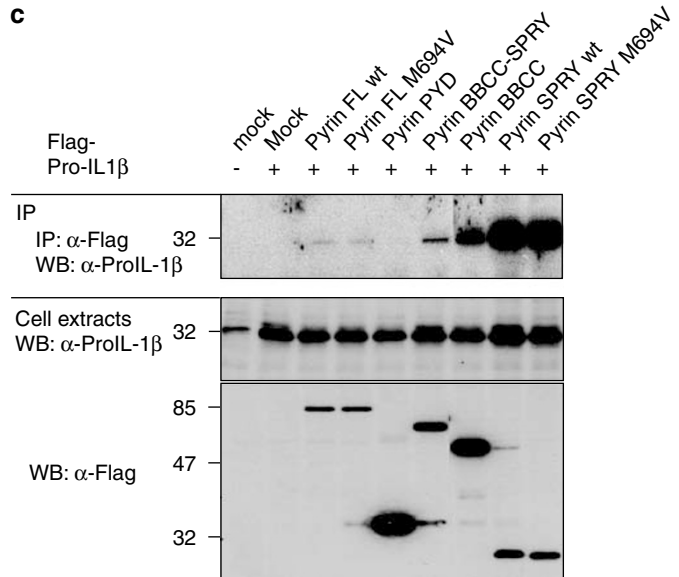 c
mock
Mock
Pyrin FL wt
Pyrin FL M694V
Pyrin PYD
Pyrin BBCC-SPRY
Pyrin BBCC
Pyrin SPRY wt
Pyrin SPRY M694V
Flag-
Pro-IL1β
- + + + + + + + +
IP
IP: α-Flag 32
WB: α-ProIL-1β
Cell extracts
WB: α-ProIL-1β 32
85
47
WB: α-Flag
32